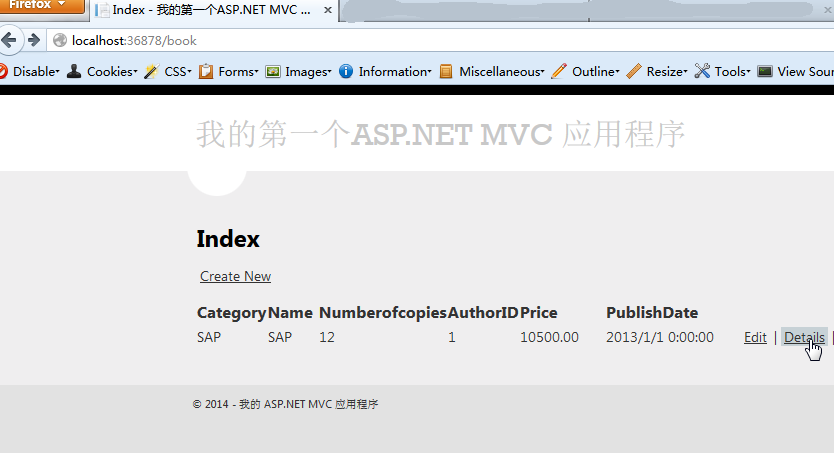 Firefox
Index - 我的第一个ASP.NET MVC ...
localhost:36878/book
Disable Cookies CSS Forms Images Information Miscellaneous Outline Resize Tools View Sour
我的第一个ASP.NET MVC 应用程序
Index
Create New
Category Name Numberofcopies AuthorID Price PublishDate
SAP SAP 12 1 10500.00 2013/1/1 0:00:00 Edit | Details |
© 2014 - 我的 ASP.NET MVC 应用程序